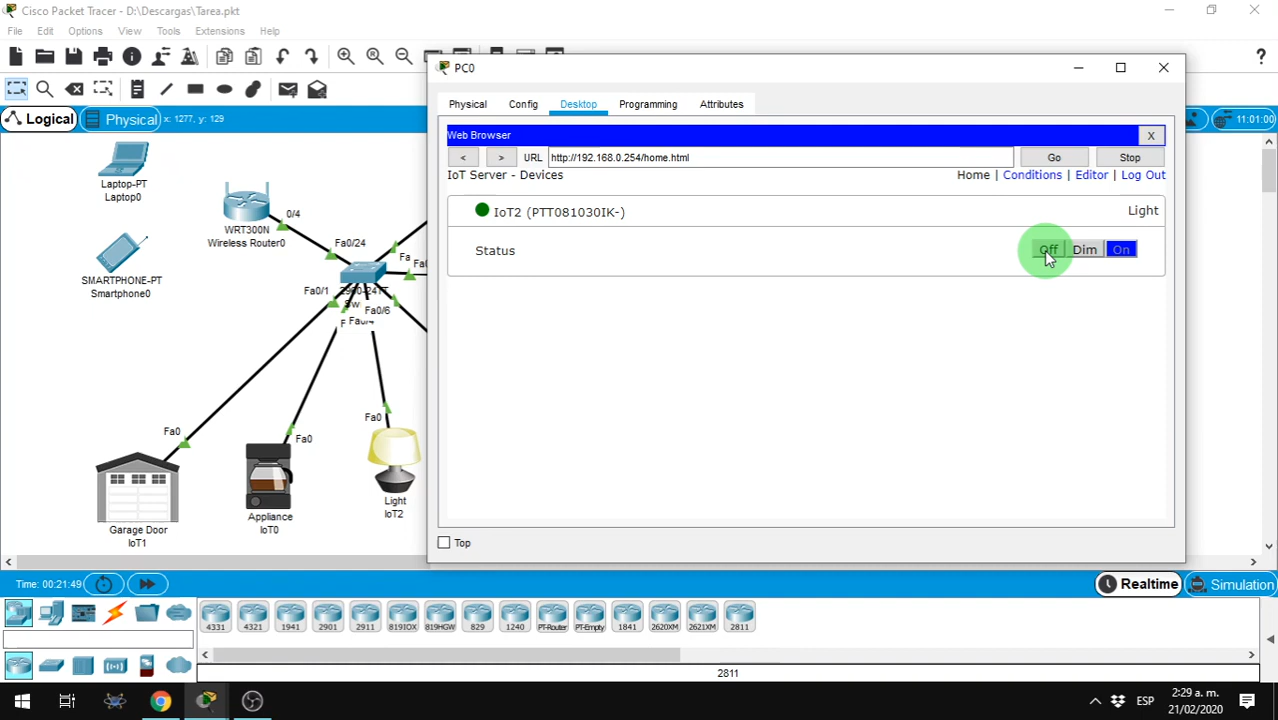 Cisco Packet Tracer - D:\Descargas\Tarea.pkt
File Edit Options View Tools Extensions Help
?
PC0
Physical Config Desktop Programming Attributes
Logical Physical x: 1277, y: 129
11:01:00
Web Browser X
< > URL http://192.168.0.254/home.html Go Stop
IoT Server - Devices Home | Conditions | Editor | Log Out
IoT2 (PTT081030IK-) Light
Status Off Dim On
Top
Laptop-PT
Laptop0
WRT300N
Wireless Router0
0/4
Fa0/24
SMARTPHONE-PT
Smartphone0
Fa0/1
2960-24TT
Fa0/6
Fa0
Fa0
Fa0
Garage Door
IoT1
Appliance
IoT0
Light
IoT2
Time: 00:21:49
Realtime Simulation
4331 4321 1941 2901 2911 819IOX 819HGW 829 1240 PT-Router PT-Empty 1841 2620XM 2621XM 2811
2811
ESP
2:29 a. m.
21/02/2020